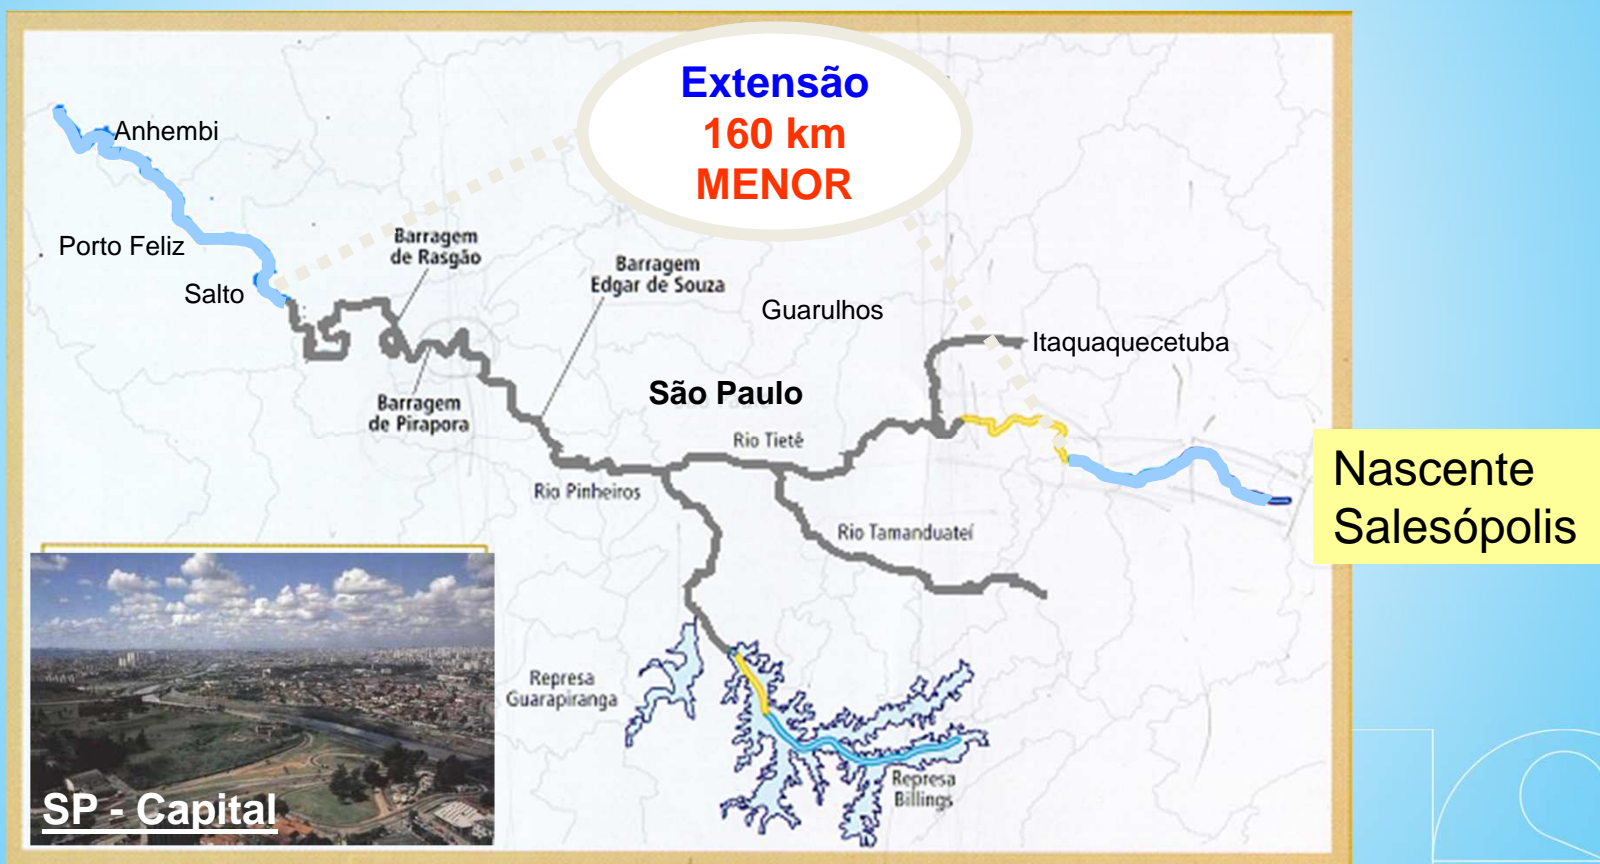 Extensão
160 km
MENOR
Anhembi
Porto Feliz
Salto
Barragem
de Rasgão
Barragem
Edgar de Souza
Guarulhos
Itaquaquecetuba
São Paulo
Barragem
de Pirapora
Rio Tietê
Rio Pinheiros
Rio Tamanduateí
Nascente
Salesópolis
Represa
Guarapiranga
Represa
Billings
SP - Capital